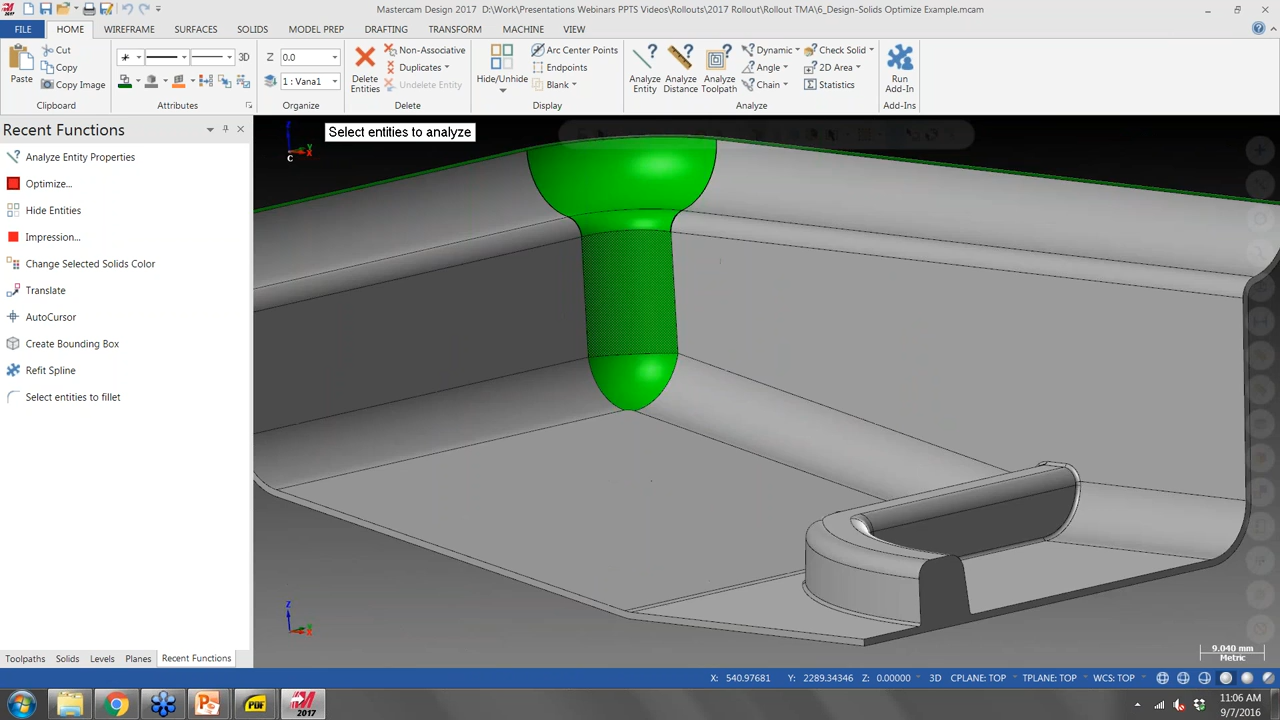 Mastercam Design 2017 D:\Work\Presentations Webinars PPTS Videos\Rollouts\2017 Rollout\Rollout TMA\6_Design-Solids Optimize Example.mcam
FILE HOME WIREFRAME SURFACES SOLIDS MODEL PREP DRAFTING TRANSFORM MACHINE VIEW
Paste
Cut
Copy
Copy Image
Clipboard
3D
Attributes
Z 0.0
1 : Vana1
Organize
Delete
Entities
Non-Associative
Duplicates
Undelete Entity
Delete
Hide/Unhide
Arc Center Points
Endpoints
Blank
Display
Analyze
Entity
Analyze
Distance
Analyze
Toolpath
Dynamic
Angle
Chain
Check Solid
2D Area
Statistics
Analyze
Run
Add-In
Add-Ins
Recent Functions
Analyze Entity Properties
Optimize...
Hide Entities
Impression...
Change Selected Solids Color
Translate
AutoCursor
Create Bounding Box
Refit Spline
Select entities to fillet
Select entities to analyze
Z
Y
X
C
Z
Y
X
9.040 mm
Metric
Toolpaths Solids Levels Planes Recent Functions
X: 540.97681 Y: 2289.34346 Z: 0.00000 3D CPLANE: TOP TPLANE: TOP WCS: TOP
PDF
2017
11:06 AM
9/7/2016